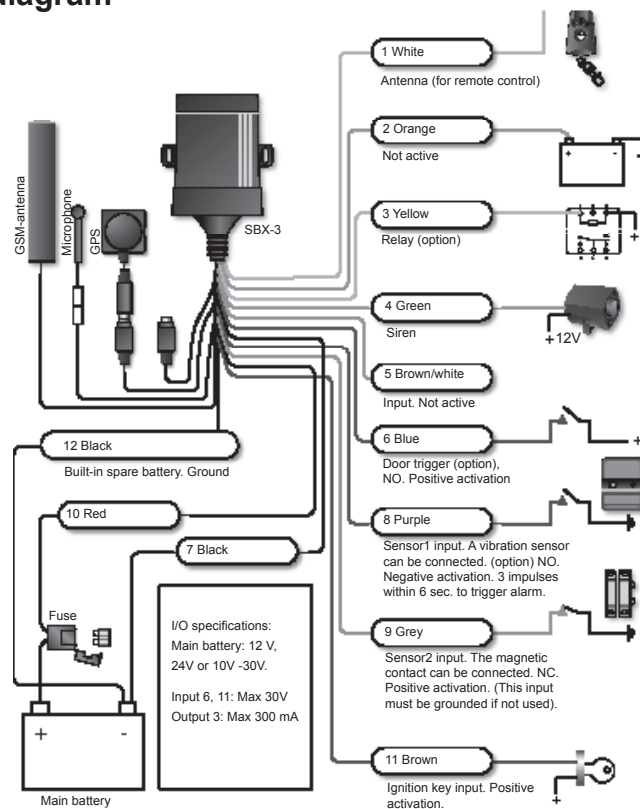 diagram
1 White
Antenna (for remote control)
2 Orange
Not active
+ -
3 Yellow
Relay (option)
+
4 Green
Siren
+12V
5 Brown/white
Input. Not active
6 Blue
Door trigger (option),
NO. Positive activation
+
8 Purple
Sensor1 input. A vibration sensor
can be connected. (option) NO.
Negative activation. 3 impulses
within 6 sec. to trigger alarm.
9 Grey
Sensor2 input. The magnetic
contact can be connected. NC.
Positive activation. (This input
must be grounded if not used).
11 Brown
Ignition key input. Positive
activation.
+
GSM-antenna
Microphone
GPS
SBX-3
12 Black
Built-in spare battery. Ground
10 Red
7 Black
Fuse
I/O specifications:
Main battery: 12 V,
24V or 10V -30V.
Input 6, 11: Max 30V
Output 3: Max 300 mA
+ -
Main battery